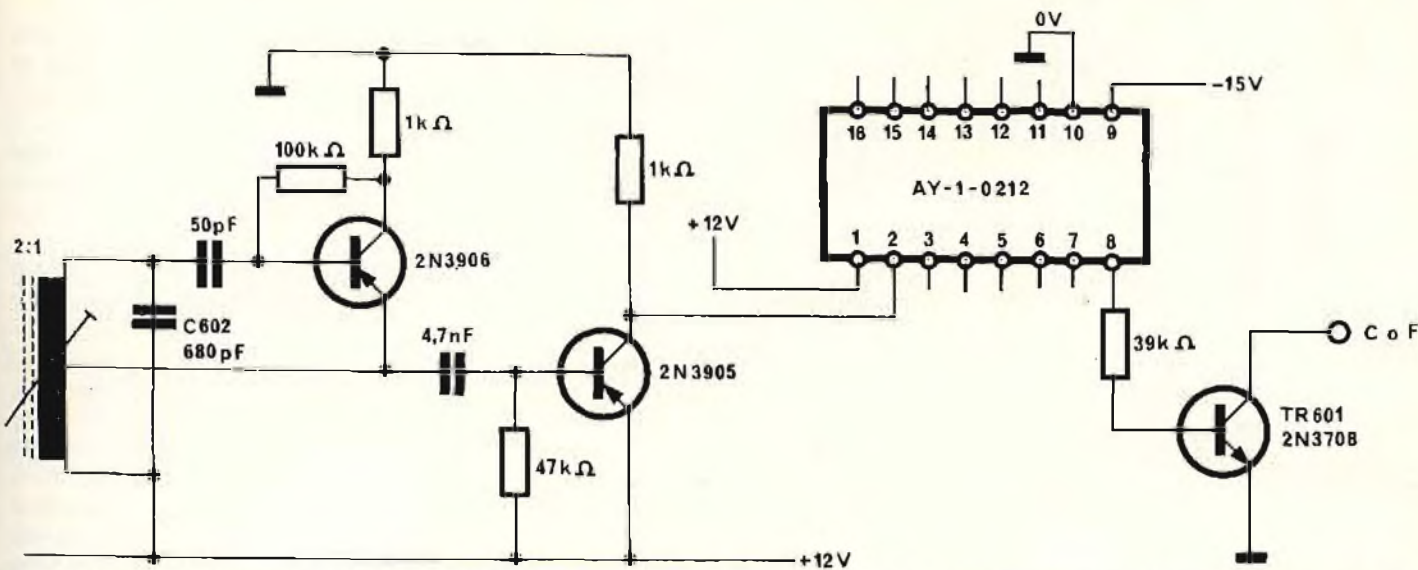 0V
-15V
16 15 14 13 12 11 10 9
1kΩ
100kΩ
1kΩ
AY-1-0212
50pF
+12V
2:1
1 2 3 4 5 6 7 8
2N3906
C602
680pF
4,7nF
39kΩ
C o F
2N3905
TR601
2N3708
47kΩ
+12V